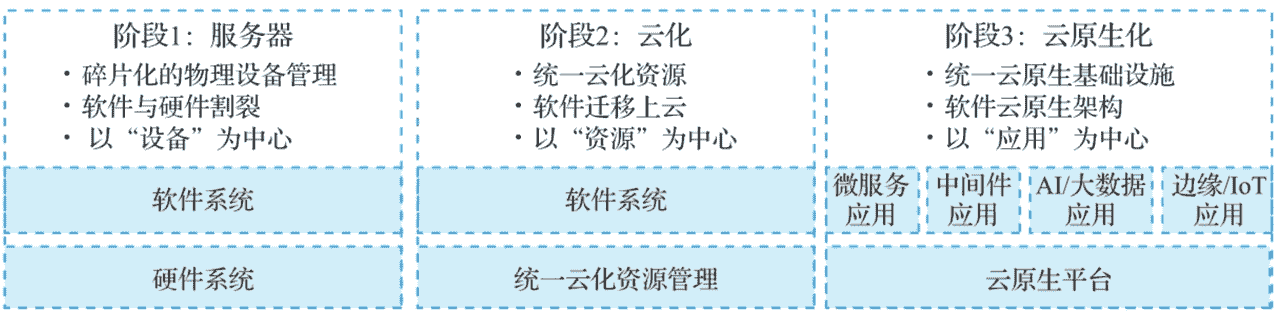 阶段1：服务器
· 碎片化的物理设备管理
· 软件与硬件割裂
· 以“设备”为中心
软件系统
硬件系统
阶段2：云化
· 统一云化资源
· 软件迁移上云
· 以“资源”为中心
软件系统
统一云化资源管理
阶段3：云原生化
· 统一云原生基础设施
· 软件云原生架构
· 以“应用”为中心
微服务
应用
中间件
应用
AI/大数据
应用
边缘/IoT
应用
云原生平台